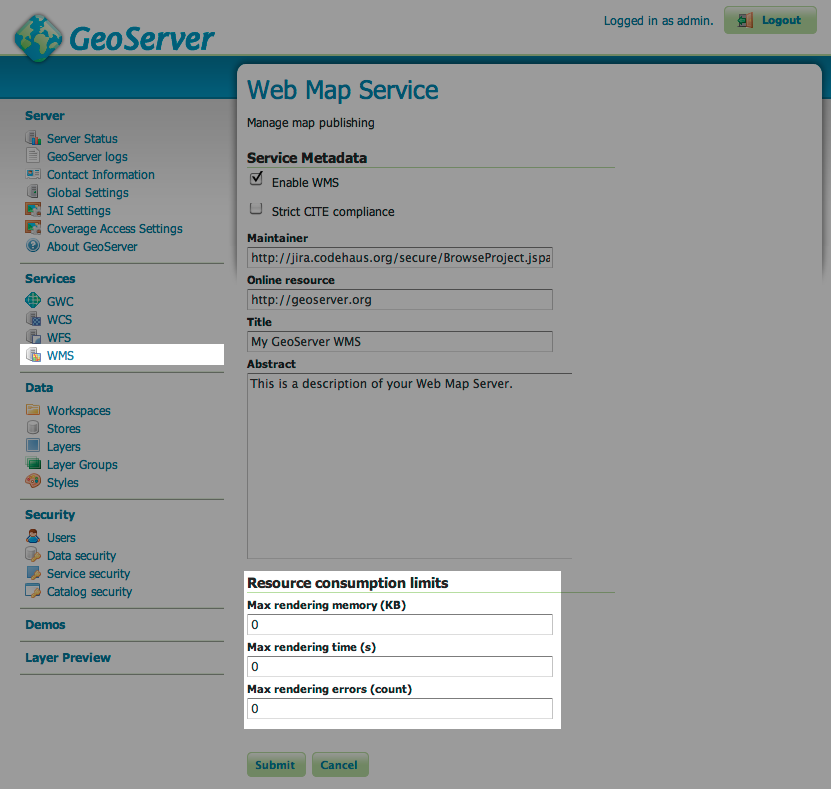 GeoServer
Logged in as admin.
Logout
Server
Server Status
GeoServer logs
Contact Information
Global Settings
JAI Settings
Coverage Access Settings
About GeoServer
Services
GWC
WCS
WFS
WMS
Data
Workspaces
Stores
Layers
Layer Groups
Styles
Security
Users
Data security
Service security
Catalog security
Demos
Layer Preview
Web Map Service
Manage map publishing
Service Metadata
Enable WMS
Strict CITE compliance
Maintainer
http://jira.codehaus.org/secure/BrowseProject.jspa
Online resource
http://geoserver.org
Title
My GeoServer WMS
Abstract
This is a description of your Web Map Server.
Resource consumption limits
Max rendering memory (KB)
0
Max rendering time (s)
0
Max rendering errors (count)
0
Submit
Cancel